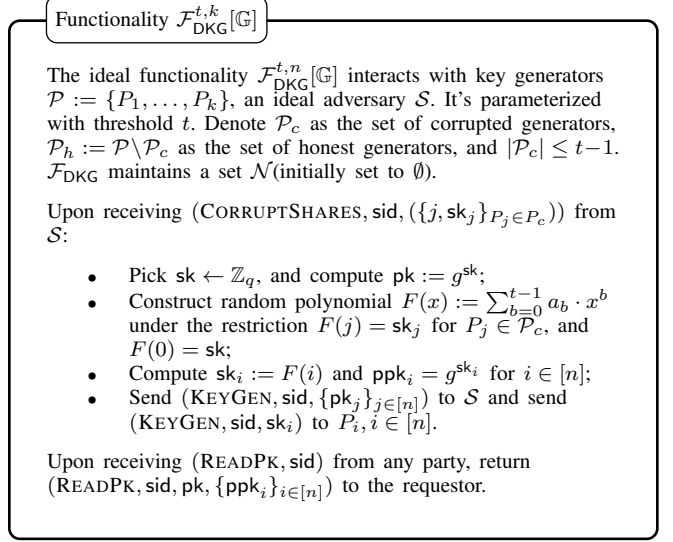 Functionality $\mathcal{F}_{\mathsf{DKG}}^{t,k}[\mathbb{G}]$
The ideal functionality $\mathcal{F}_{\mathsf{DKG}}^{t,n}[\mathbb{G}]$ interacts with key generators
$\mathcal{P} := \{P_1, \ldots, P_k\}$, an ideal adversary $\mathcal{S}$. It's parameterized
with threshold $t$. Denote $\mathcal{P}_c$ as the set of corrupted generators,
$\mathcal{P}_h := \mathcal{P} \backslash \mathcal{P}_c$ as the set of honest generators, and $|\mathcal{P}_c| \leq t-1$.
$\mathcal{F}_{\mathsf{DKG}}$ maintains a set $\mathcal{N}$(initially set to $\emptyset$).
Upon receiving (CORRUPTSHARES, sid, $(\{j, \mathsf{sk}_j\}_{P_j \in P_c})$) from
$\mathcal{S}$:
• Pick $\mathsf{sk} \leftarrow \mathbb{Z}_q$, and compute $\mathsf{pk} := g^{\mathsf{sk}}$;
• Construct random polynomial $F(x) := \sum_{b=0}^{t-1} a_b \cdot x^b$
under the restriction $F(j) = \mathsf{sk}_j$ for $P_j \in \mathcal{P}_c$, and
$F(0) = \mathsf{sk}$;
• Compute $\mathsf{sk}_i := F(i)$ and $\mathsf{ppk}_i = g^{\mathsf{sk}_i}$ for $i \in [n]$;
• Send (KEYGEN, sid, $\{\mathsf{pk}_j\}_{j \in [n]}$) to $\mathcal{S}$ and send
(KEYGEN, sid, $\mathsf{sk}_i$) to $P_i, i \in [n]$.
Upon receiving (READPK, sid) from any party, return
(READPK, sid, pk, $\{\mathsf{ppk}_i\}_{i \in [n]}$) to the requestor.